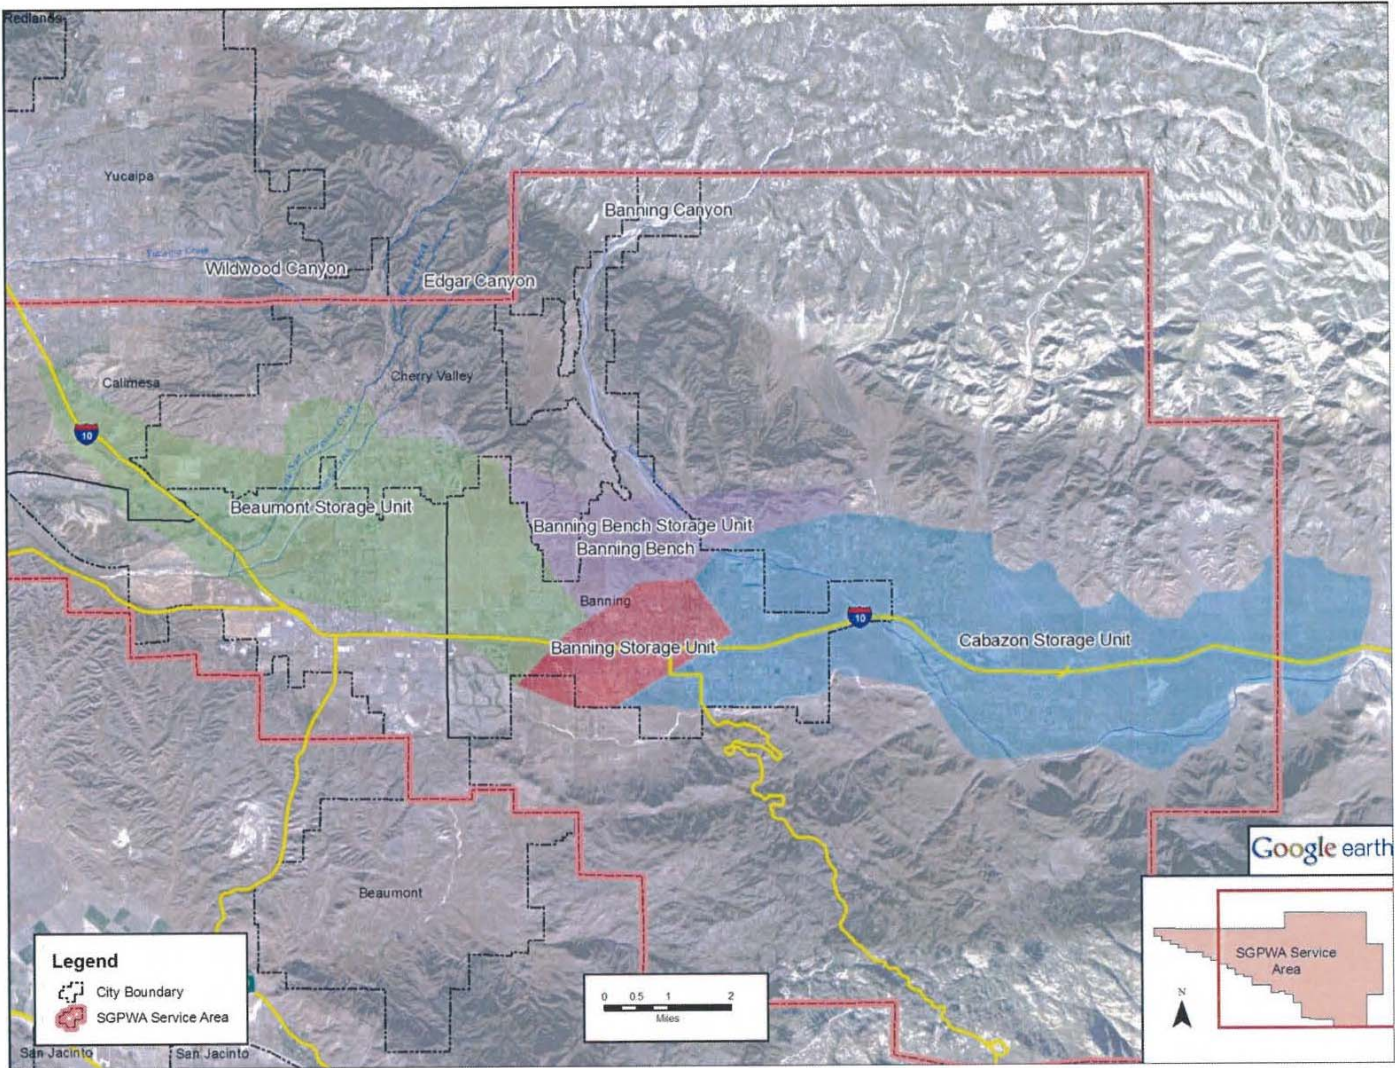 Redlands
Yucaipa
Banning Canyon
Yucaipa Creek
Wildwood Canyon
Edgar Canyon
Calimesa
Cherry Valley
10
Beaumont Storage Unit
Banning Bench Storage Unit
Banning Bench
Banning
10
Banning Storage Unit
Cabazon Storage Unit
Google earth
Beaumont
Legend
City Boundary
SGPWA Service Area
0 0.5 1 2
Miles
SGPWA Service
Area
N
San Jacinto
San Jacinto